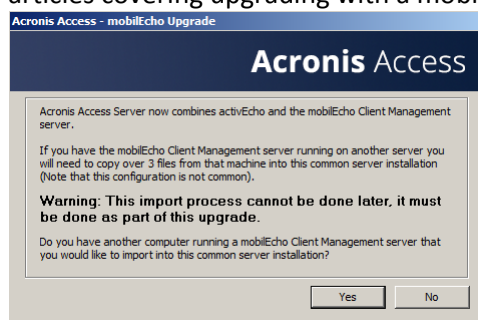 articles covering upgrading with a mobil
Acronis Access - mobilEcho Upgrade
Acronis Access
Acronis Access Server now combines activEcho and the mobilEcho Client Management
server.
If you have the mobilEcho Client Management server running on another server you
will need to copy over 3 files from that machine into this common server installation
(Note that this configuration is not common).
Warning: This import process cannot be done later, it must
be done as part of this upgrade.
Do you have another computer running a mobilEcho Client Management server that
you would like to import into this common server installation?
Yes No